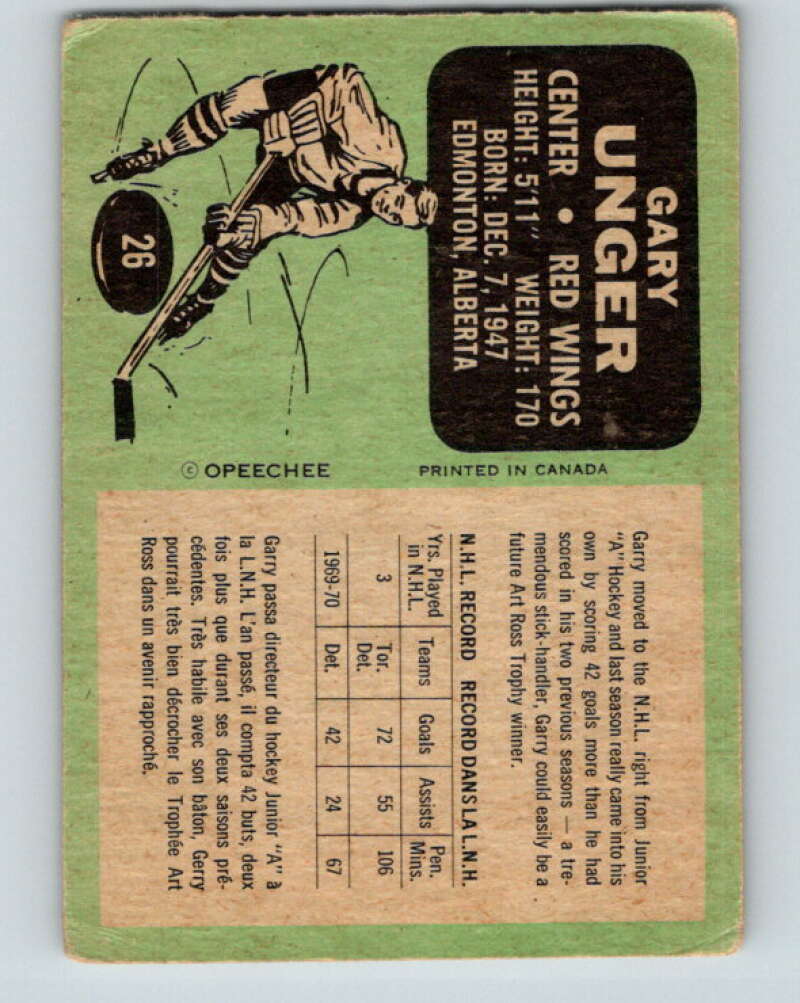 GARY
UNGER
CENTER • RED WINGS
HEIGHT: 5'11" WEIGHT: 170
BORN: DEC. 7, 1947
EDMONTON, ALBERTA
26
© OPEECHEE
PRINTED IN CANADA
Garry moved to the N.H.L. right from Junior
"A" Hockey and last season really came into his
own by scoring 42 goals more than he had
scored in his two previous seasons — a tre-
mendous stick-handler, Garry could easily be a
future Art Ross Trophy winner.
N.H.L. RECORD RECORD DANS LA L.N.H.
Yrs. Played in N.H.L. Teams Goals Assists Pen. Mins.
3 Tor. Det. 72 55 106
1969-70 Det. 42 24 67
Garry passa directeur du hockey Junior "A" à
la L.N.H. L'an passé, il compta 42 buts, deux
fois plus que durant ses deux saisons pré-
cédentes. Très habile avec son bâton, Gerry
pourrait très bien décrocher le Trophée Art
Ross dans un avenir rapproché.